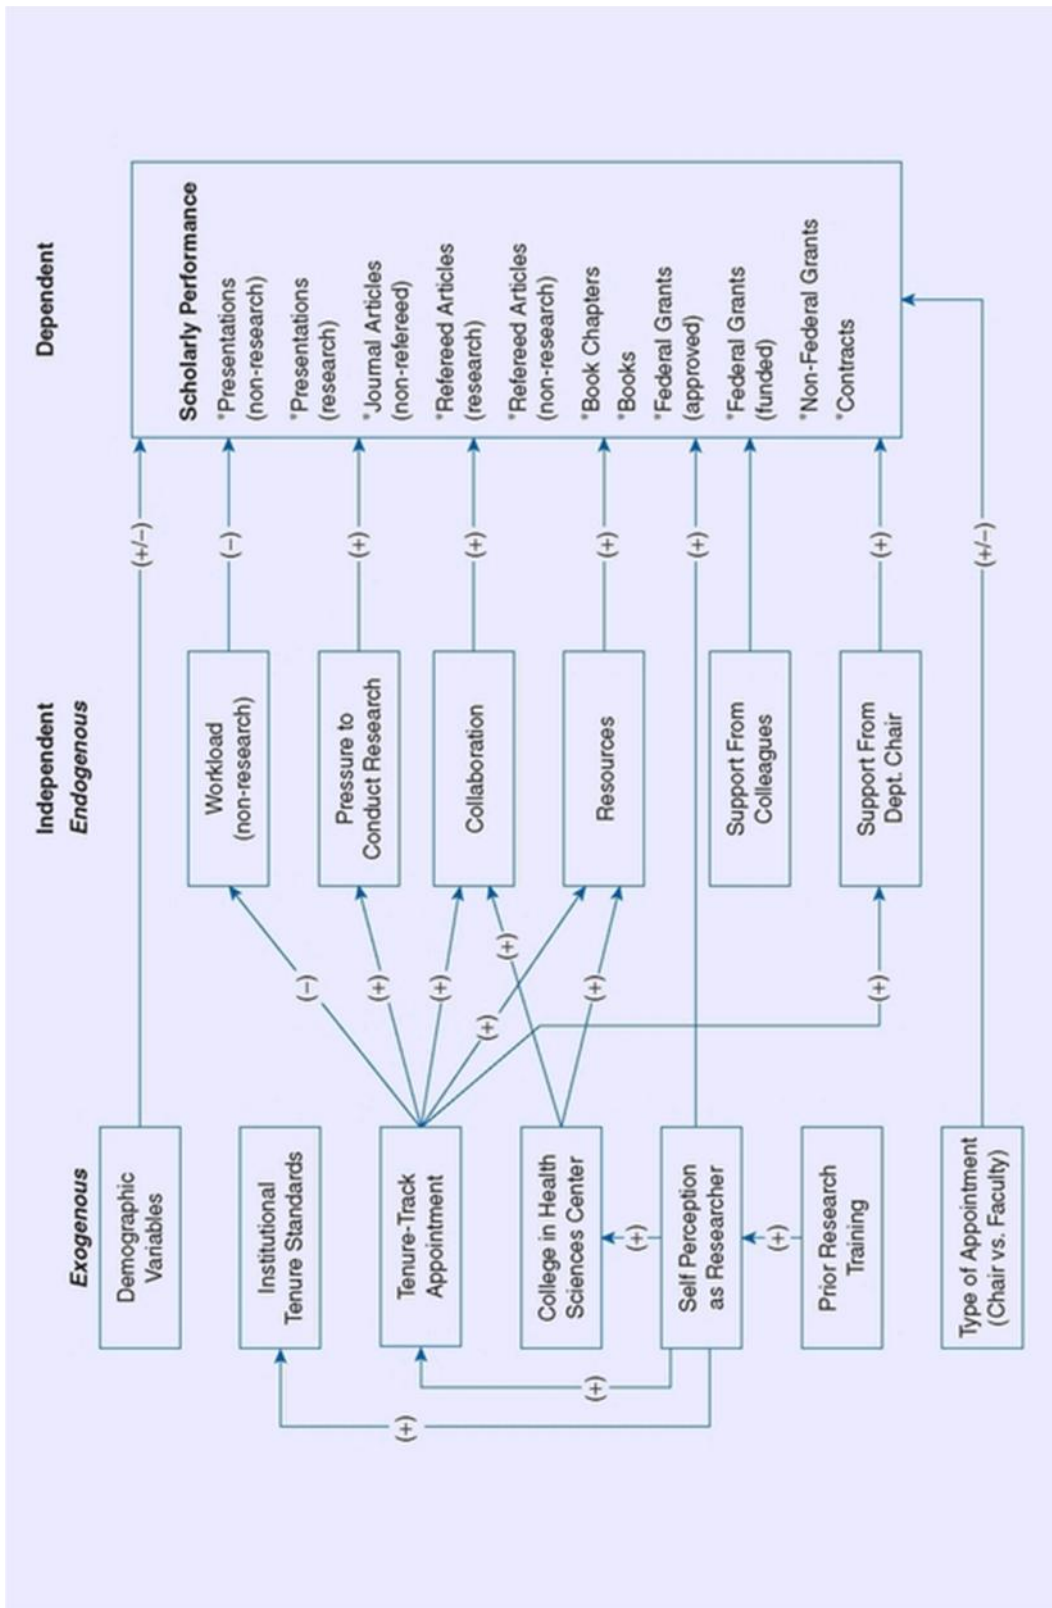 Exogenous
Independent
Endogenous
Dependent
Demographic
Variables
Institutional
Tenure Standards
Tenure-Track
Appointment
College in Health
Sciences Center
Self Perception
as Researcher
Prior Research
Training
Type of Appointment
(Chair vs. Faculty)
(+)
(+)
(+)
(+)
(−)
(+)
(+)
(+)
(+)
(+)
(+)
Workload
(non-research)
Pressure to
Conduct Research
Collaboration
Resources
Support From
Colleagues
Support From
Dept. Chair
(+/−)
(−)
(+)
(+)
(+)
(+)
(+)
(+/−)
Scholarly Performance
*Presentations
(non-research)
*Presentations
(research)
*Journal Articles
(non-refereed)
*Refereed Articles
(research)
*Refereed Articles
(non-research)
*Book Chapters
*Books
*Federal Grants
(approved)
*Federal Grants
(funded)
*Non-Federal Grants
*Contracts